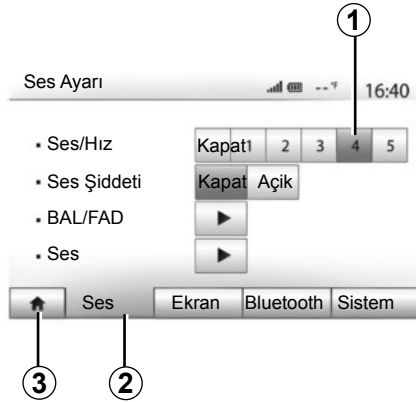 1
Ses Ayarı --°F 16:40
Ses/Hız Kapat 1 2 3 4 5
Ses Şiddeti Kapat Açik
BAL/FAD
Ses
Ses Ekran Bluetooth Sistem
3 2